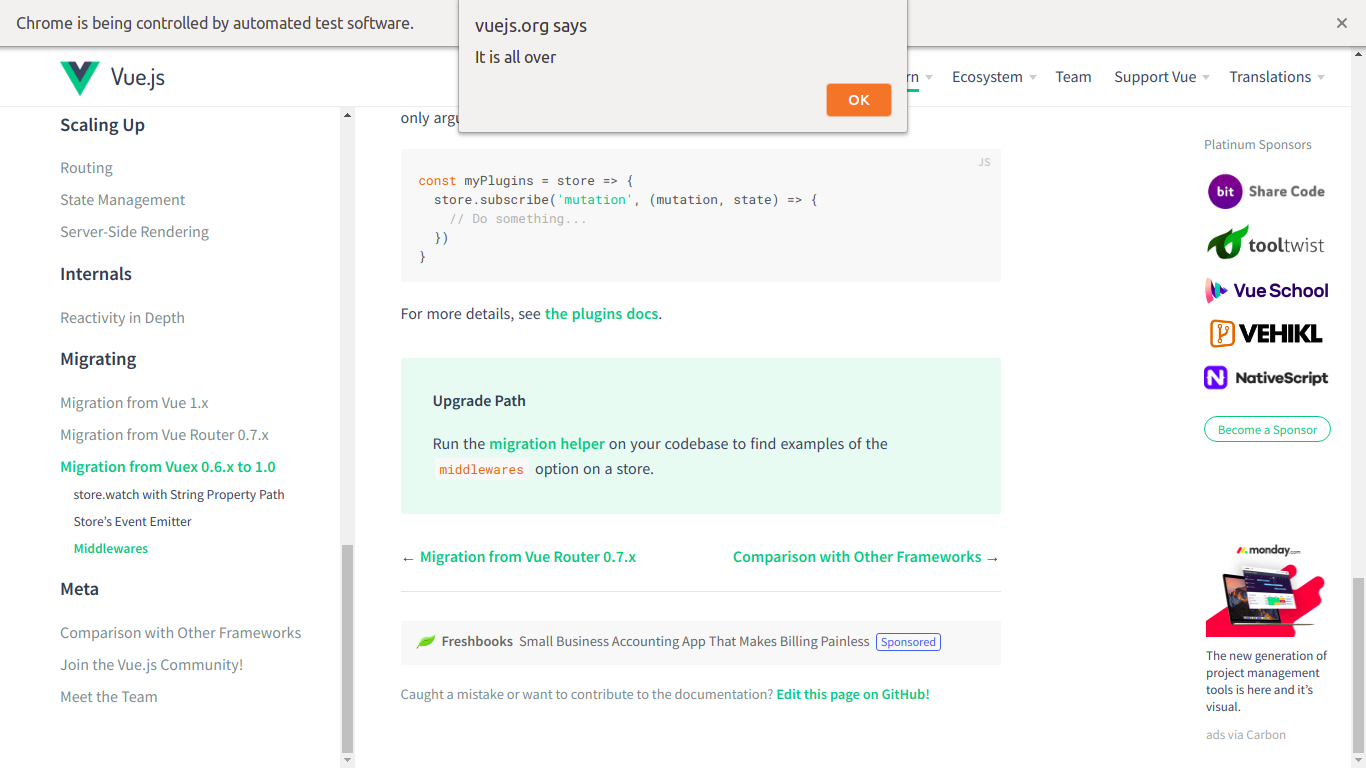 Chrome is being controlled by automated test software.
vuejs.org says
It is all over
OK
Vue.js
Ecosystem
Team
Support Vue
Translations
Scaling Up
Routing
State Management
Server-Side Rendering
Internals
Reactivity in Depth
Migrating
Migration from Vue 1.x
Migration from Vue Router 0.7.x
Migration from Vuex 0.6.x to 1.0
store.watch with String Property Path
Store's Event Emitter
Middlewares
Meta
Comparison with Other Frameworks
Join the Vue.js Community!
Meet the Team
only
JS
const myPlugins = store => {
store.subscribe('mutation', (mutation, state) => {
// Do something...
})
}
For more details, see the plugins docs.
Upgrade Path
Run the migration helper on your codebase to find examples of the
middlewares option on a store.
← Migration from Vue Router 0.7.x
Comparison with Other Frameworks →
Freshbooks Small Business Accounting App That Makes Billing Painless Sponsored
Caught a mistake or want to contribute to the documentation? Edit this page on GitHub!
Platinum Sponsors
bit Share Code
tooltwist
Vue School
VEHIKL
NativeScript
Become a Sponsor
monday.com
The new generation of
project management
tools is here and it's
visual.
ads via Carbon